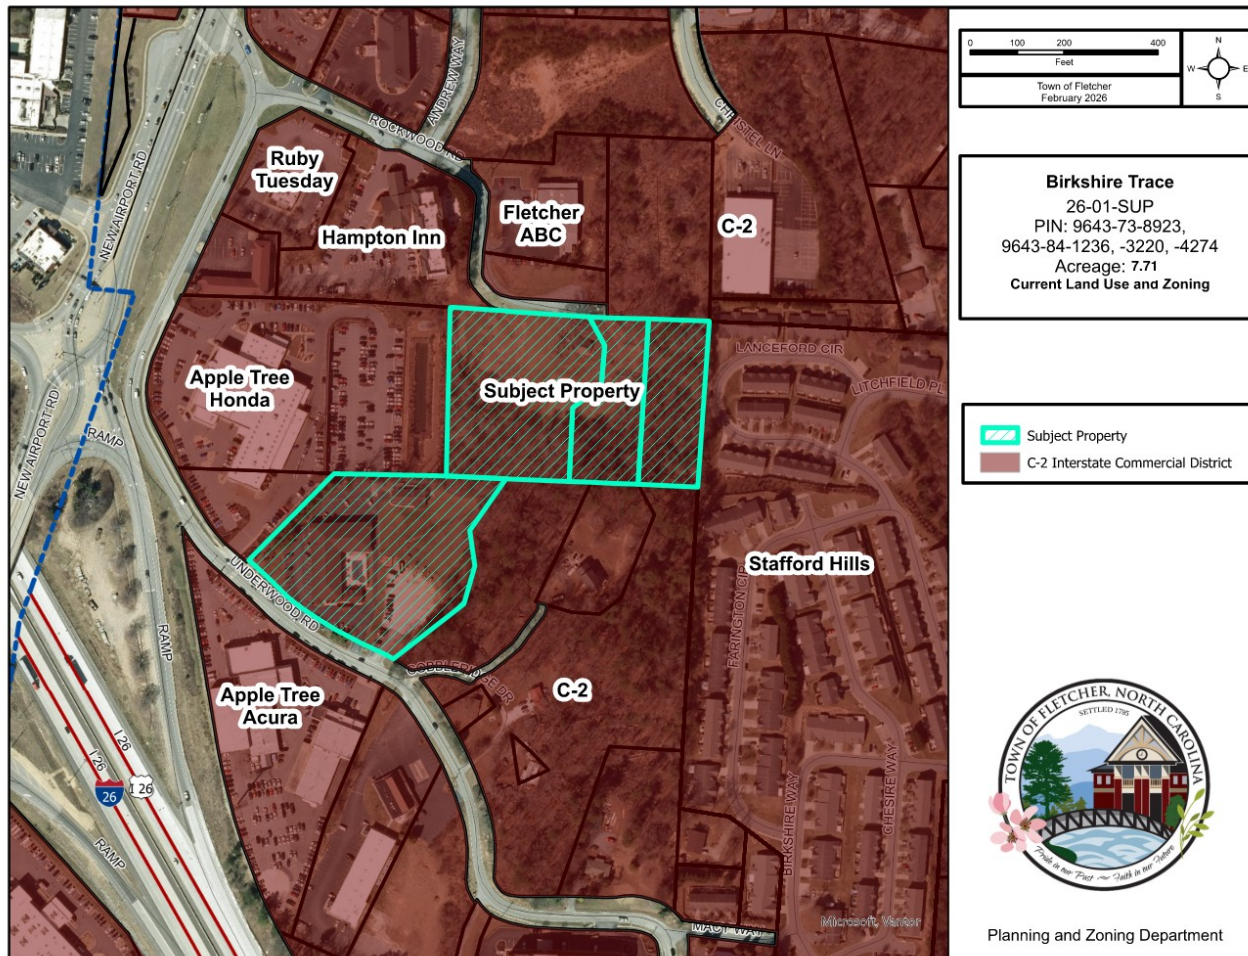 0 100 200 400
Feet
Town of Fletcher
February 2026
N
W E
S
Birkshire Trace
26-01-SUP
PIN: 9643-73-8923,
9643-84-1236, -3220, -4274
Acreage: 7.71
Current Land Use and Zoning
Subject Property
C-2 Interstate Commercial District
TOWN OF FLETCHER, NORTH CAROLINA
SETTLED 1795
Pride in our Past ~ Faith in our Future
Planning and Zoning Department
ANDREW WAY
ROCKWOOD RD
CHRISTEL LN
NEW AIRPORT RD
Ruby
Tuesday
Hampton Inn
Fletcher
ABC
C-2
Apple Tree
Honda
Subject Property
LANCEFORD CIR
LITCHFIELD PL
NEW AIRPORT RD
RAMP
UNDERWOOD RD
RAMP
Stafford Hills
FARINGTON CIR
COBBLERIDGE DR
C-2
Apple Tree
Acura
I 26
26
I 26
I 26
RAMP
BIRKSHIRE WAY
CHESIRE WAY
MACY WAY
Microsoft, Vantor